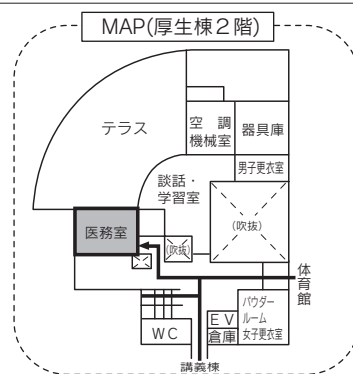 MAP(厚生棟2階)
テラス
空調
機械室
器具庫
談話・
学習室
男子更衣室
(吹抜)
医務室
(吹抜)
体育館
パウダー
ルーム
女子更衣室
EV
倉庫
WC
講義棟